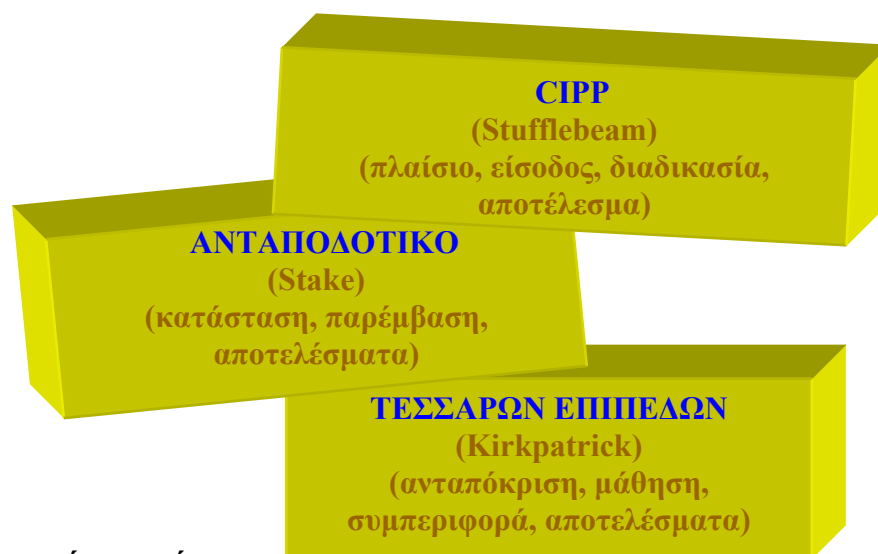 CIPP
(Stufflebeam)
(πλαίσιο, είσοδος, διαδικασία,
αποτέλεσμα)
ΑΝΤΑΠΟΔΟΤΙΚΟ
(Stake)
(κατάσταση, παρέμβαση,
αποτελέσματα)
ΤΕΣΣΑΡΩΝ ΕΠΙΠΕΔΩΝ
(Kirkpatrick)
(ανταπόκριση, μάθηση,
συμπεριφορά, αποτελέσματα)